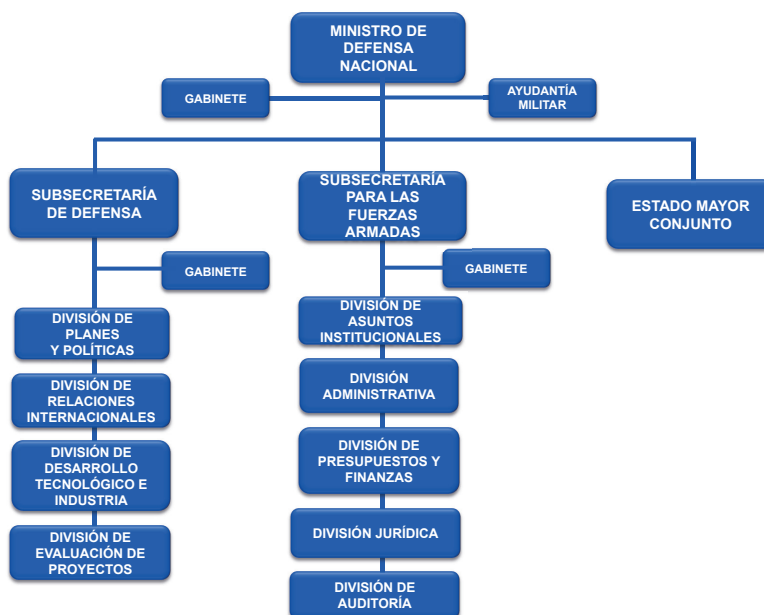 MINISTRO DE
DEFENSA
NACIONAL
GABINETE
AYUDANTÍA
MILITAR
SUBSECRETARÍA
DE DEFENSA
SUBSECRETARÍA
PARA LAS
FUERZAS
ARMADAS
ESTADO MAYOR
CONJUNTO
GABINETE
GABINETE
DIVISIÓN DE
PLANES
Y POLÍTICAS
DIVISIÓN DE
RELACIONES
INTERNACIONALES
DIVISIÓN DE
DESARROLLO
TECNOLÓGICO E
INDUSTRIA
DIVISIÓN DE
EVALUACIÓN DE
PROYECTOS
DIVISIÓN DE
ASUNTOS
INSTITUCIONALES
DIVISIÓN
ADMINISTRATIVA
DIVISIÓN DE
PRESUPUESTOS Y
FINANZAS
DIVISIÓN JURÍDICA
DIVISIÓN DE
AUDITORÍA